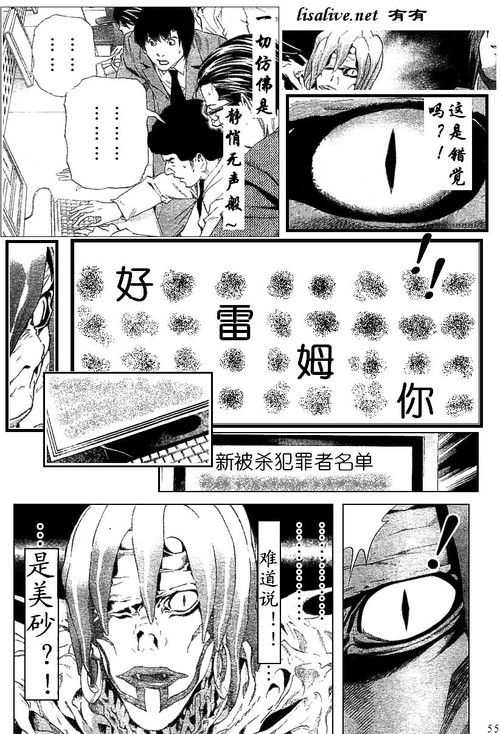 lisalive.net 有有
这是错觉
吗?!
一切仿佛是
静悄无声般~
……
……
!!
好
雷
姆
你
新被杀犯罪者名单
!
难道说!!
是美砂?!
55